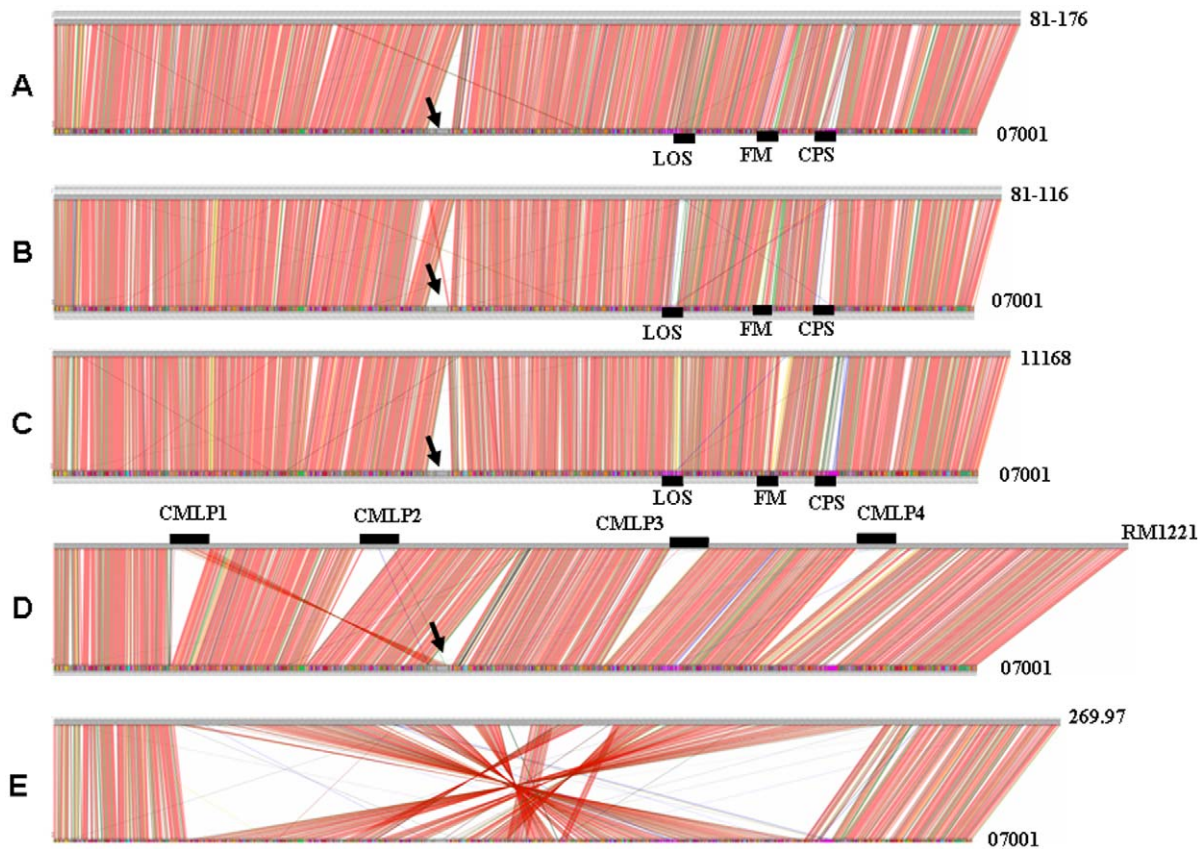 81-176
A
07001
LOS FM CPS
81-116
B
07001
LOS FM CPS
11168
C
07001
LOS FM CPS
CMLP1 CMLP2 CMLP3 CMLP4
RM1221
D
07001
269.97
E
07001